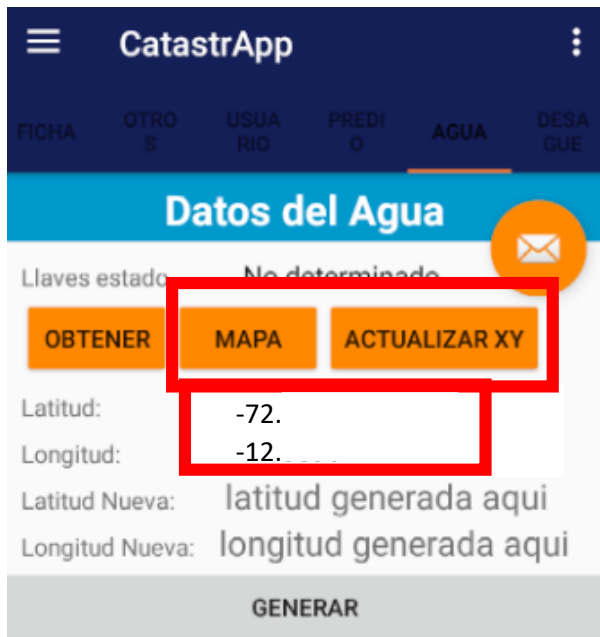 CatastrApp
FICHA OTRO USUA PREDI AGUA DESA
S RIO O GUE
Datos del Agua
Llaves estado No determinado
OBTENER MAPA ACTUALIZAR XY
Latitud: -72.
Longitud: -12.
Latitud Nueva: latitud generada aqui
Longitud Nueva: longitud generada aqui
GENERAR